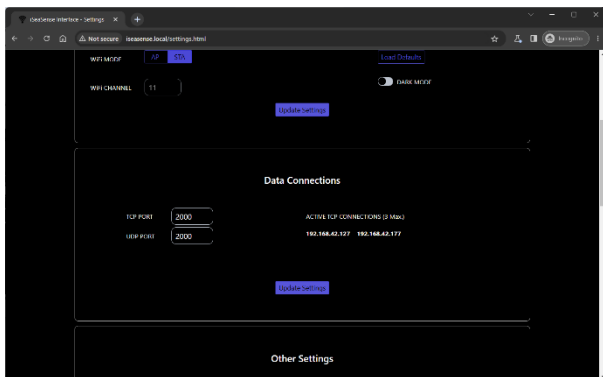 iSeaSense Interface - Settings
Not secure iseasense.local/settings.html
Incognito
WIFI MODE AP STA
Load Defaults
WIFI CHANNEL 11
DARK MODE
Update Settings
Data Connections
TCP PORT 2000
ACTIVE TCP CONNECTIONS (3 Max.)
UDP PORT 2000
192.168.42.127 192.168.42.177
Update Settings
Other Settings